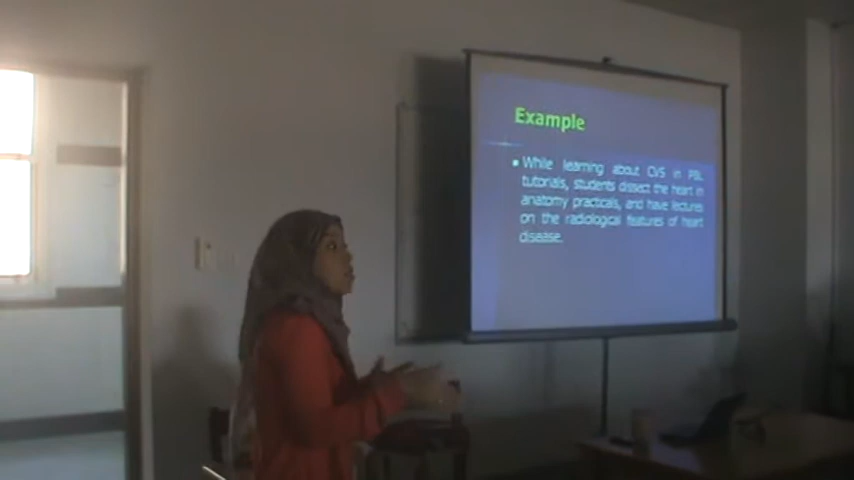 Example
While learning about CVS in PBL
tutorials, students dissect the heart in
anatomy practicals, and have lectures
on the radiological features of heart
disease.